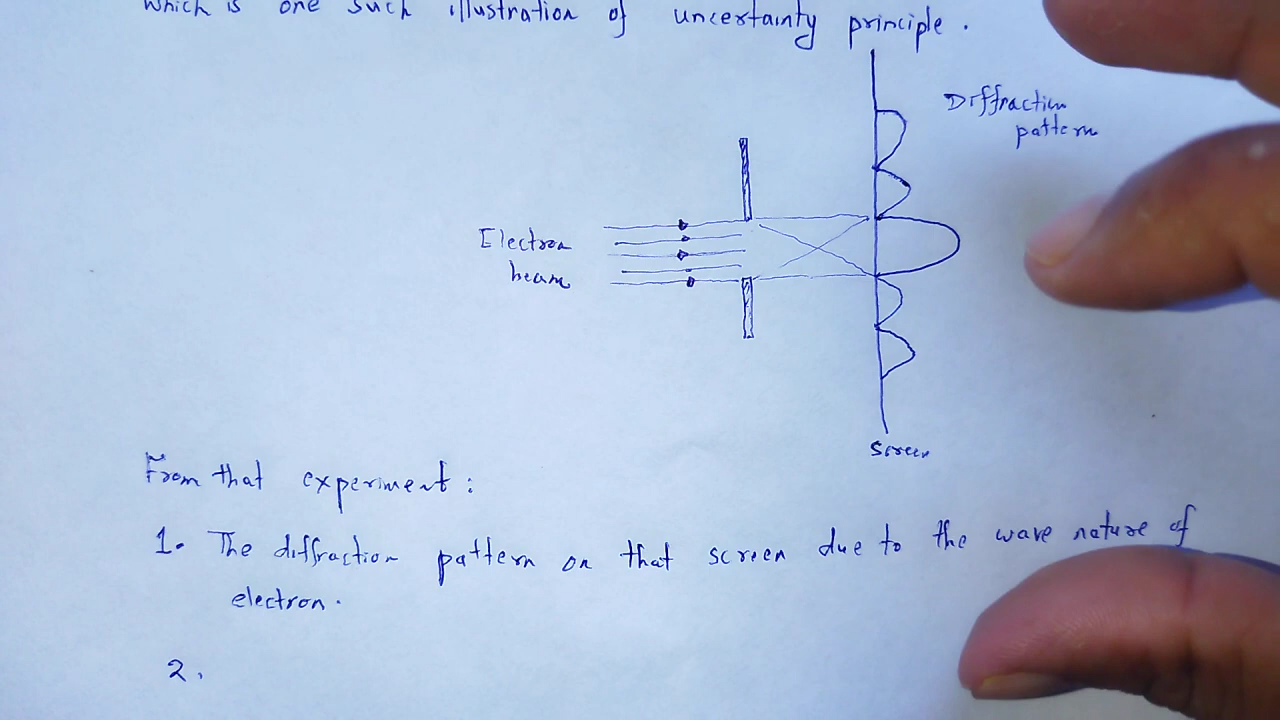 which is one such illustration of uncertainty principle.
Diffraction
pattern
Electron
beam
Screen
From that experiment:
1. The diffraction pattern on that screen due to the wave nature of
electron.
2.